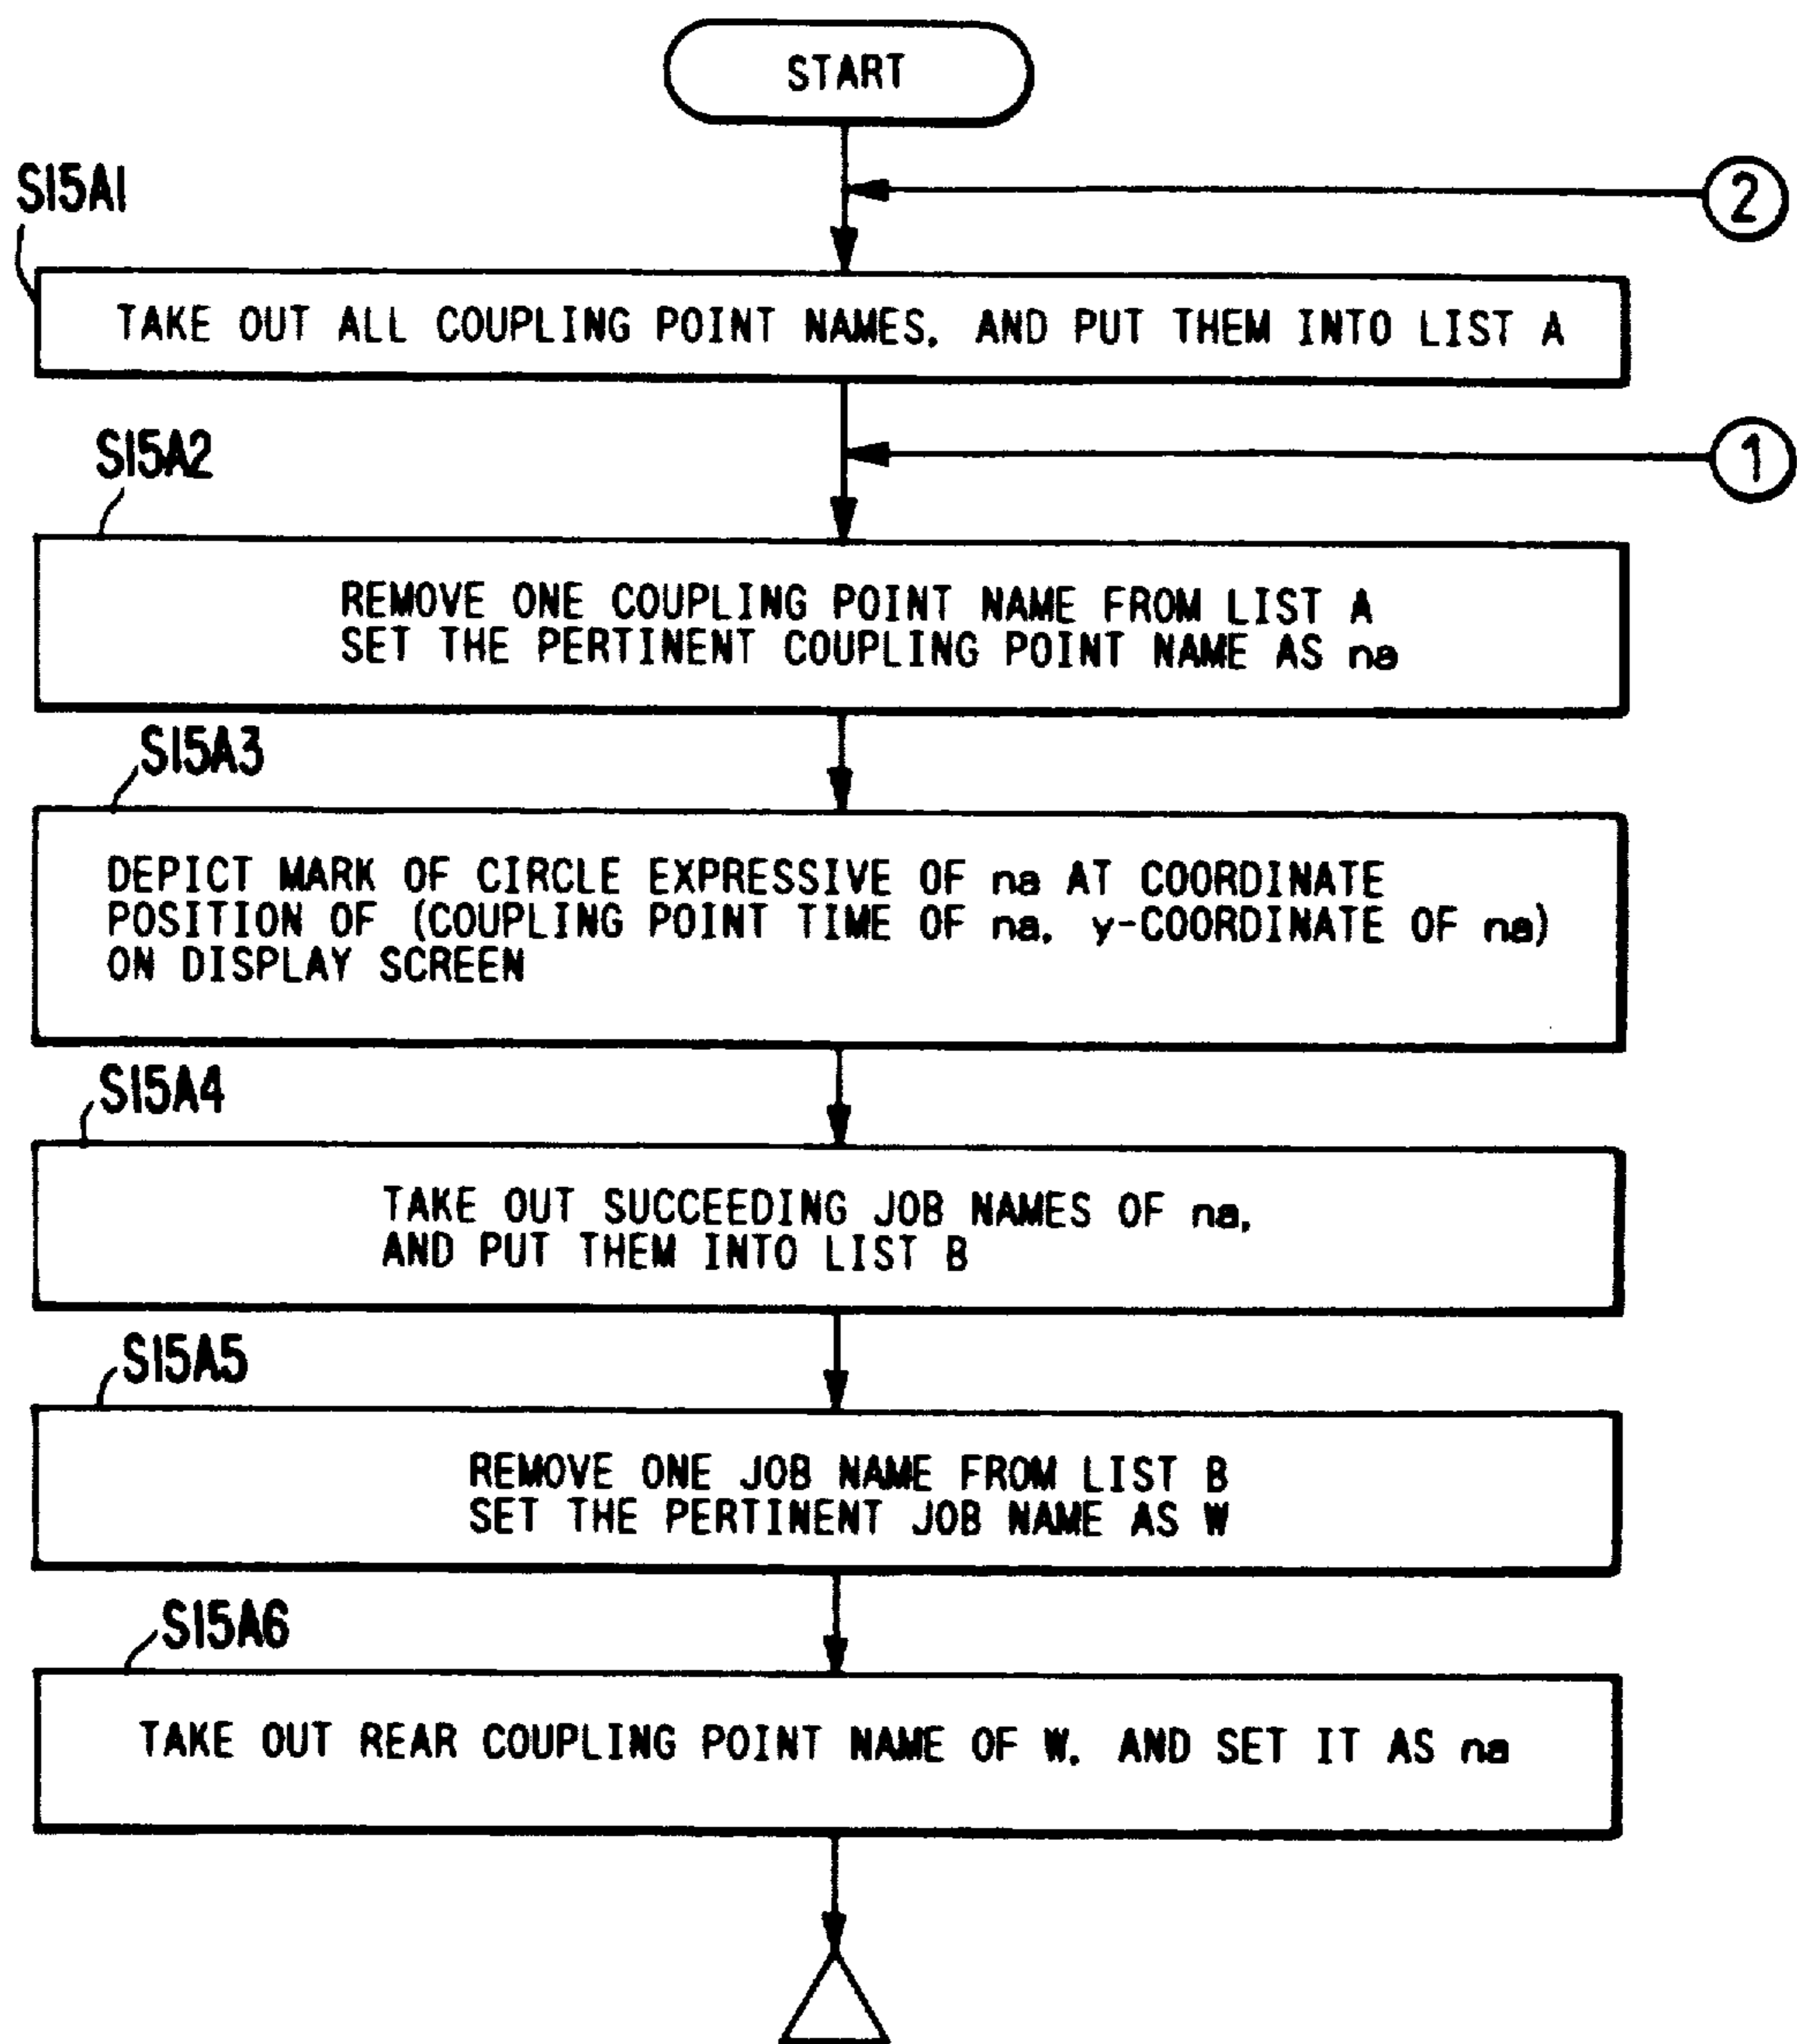 START
2
S15A1
TAKE OUT ALL COUPLING POINT NAMES, AND PUT THEM INTO LIST A
1
S15A2
REMOVE ONE COUPLING POINT NAME FROM LIST A
SET THE PERTINENT COUPLING POINT NAME AS na
S15A3
DEPICT MARK OF CIRCLE EXPRESSIVE OF na AT COORDINATE
POSITION OF (COUPLING POINT TIME OF na, y-COORDINATE OF na)
ON DISPLAY SCREEN
S15A4
TAKE OUT SUCCEEDING JOB NAMES OF na,
AND PUT THEM INTO LIST B
S15A5
REMOVE ONE JOB NAME FROM LIST B
SET THE PERTINENT JOB NAME AS W
S15A6
TAKE OUT REAR COUPLING POINT NAME OF W, AND SET IT AS na